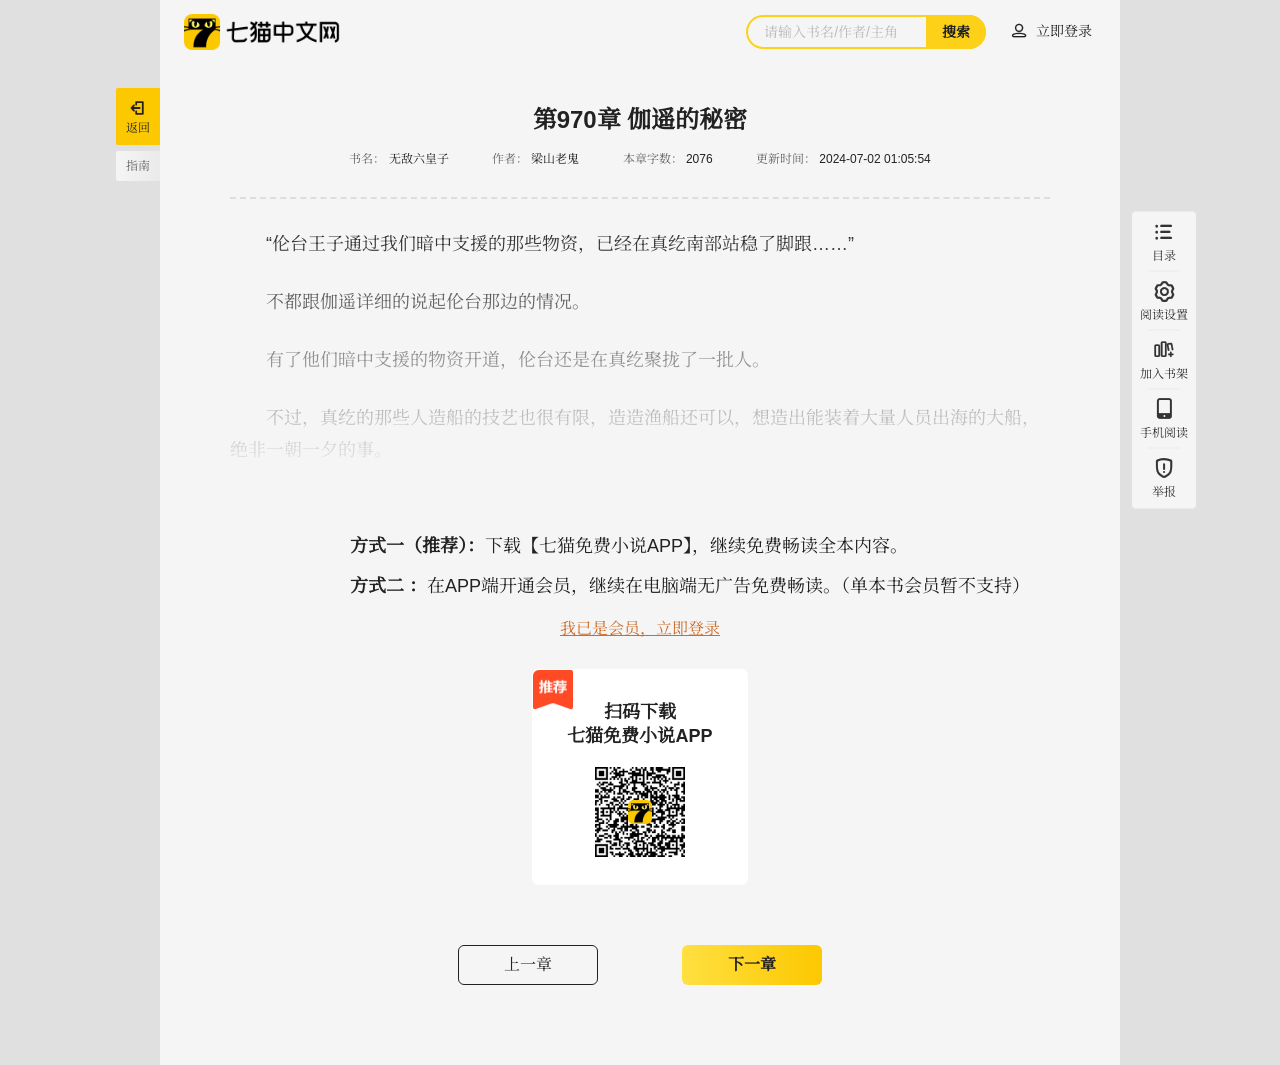 七猫中文网
请输入书名/作者/主角
搜索
立即登录
返回
指南
第970章 伽遥的秘密
书名： 无敌六皇子 作者： 梁山老鬼 本章字数： 2076 更新时间： 2024-07-02 01:05:54
“伦台王子通过我们暗中支援的那些物资，已经在真纥南部站稳了脚跟……”
不都跟伽遥详细的说起伦台那边的情况。
有了他们暗中支援的物资开道，伦台还是在真纥聚拢了一批人。
不过，真纥的那些人造船的技艺也很有限，造造渔船还可以，想造出能装着大量人员出海的大船，
绝非一朝一夕的事。
目录
阅读设置
加入书架
手机阅读
举报
方式一（推荐）：下载【七猫免费小说APP】，继续免费畅读全本内容。
方式二 ：在APP端开通会员，继续在电脑端无广告免费畅读。（单本书会员暂不支持）
我已是会员，立即登录
推荐
扫码下载
七猫免费小说APP
上一章
下一章